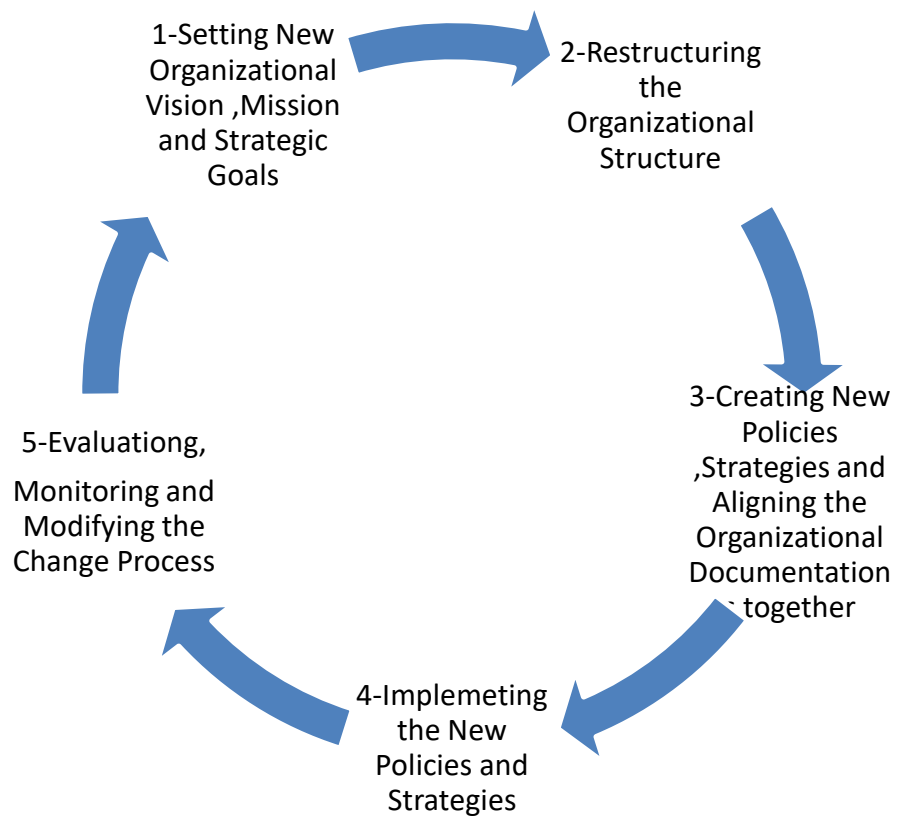 1-Setting New
Organizational
Vision ,Mission
and Strategic
Goals
2-Restructuring
the
Organizational
Structure
3-Creating New
Policies
,Strategies and
Aligning the
Organizational
Documentation
together
4-Implemeting
the New
Policies and
Strategies
5-Evaluationg,
Monitoring and
Modifying the
Change Process